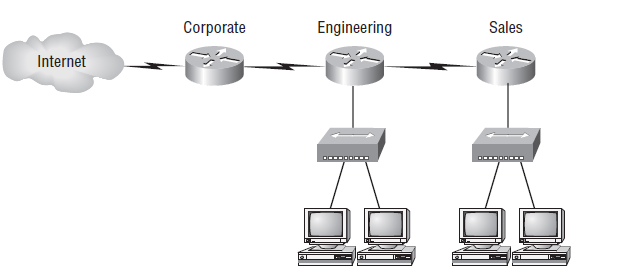 Corporate
Engineering
Sales
Internet